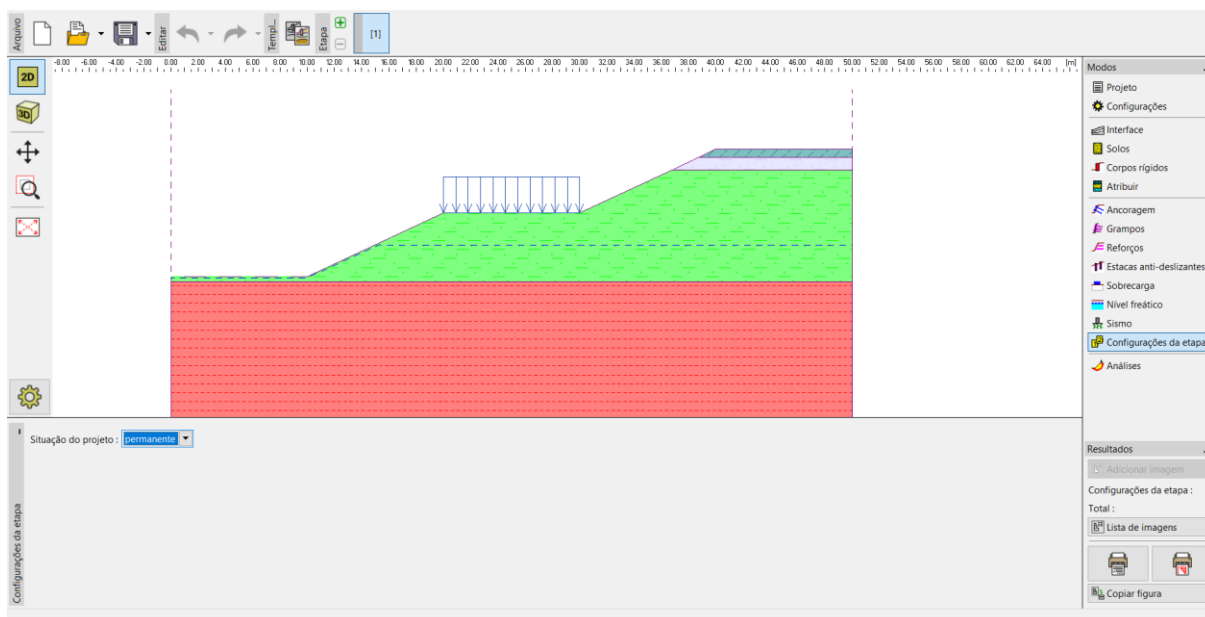 Arquivo
Editar
Templ...
Etapa
[1]
-8.00 -6.00 -4.00 -2.00 0.00 2.00 4.00 6.00 8.00 10.00 12.00 14.00 16.00 18.00 20.00 22.00 24.00 26.00 28.00 30.00 32.00 34.00 36.00 38.00 40.00 42.00 44.00 46.00 48.00 50.00 52.00 54.00 56.00 58.00 60.00 62.00 64.00 [m]
2D
3D
Modos
Projeto
Configurações
Interface
Solos
Corpos rígidos
Atribuir
Ancoragem
Grampos
Reforços
Estacas anti-deslizantes
Sobrecarga
Nível freático
Sismo
Configurações da etapa
Análises
Configurações da etapa
Situação do projeto : permanente
Resultados
Adicionar imagem
Configurações da etapa :
Total :
Lista de imagens
Copiar figura